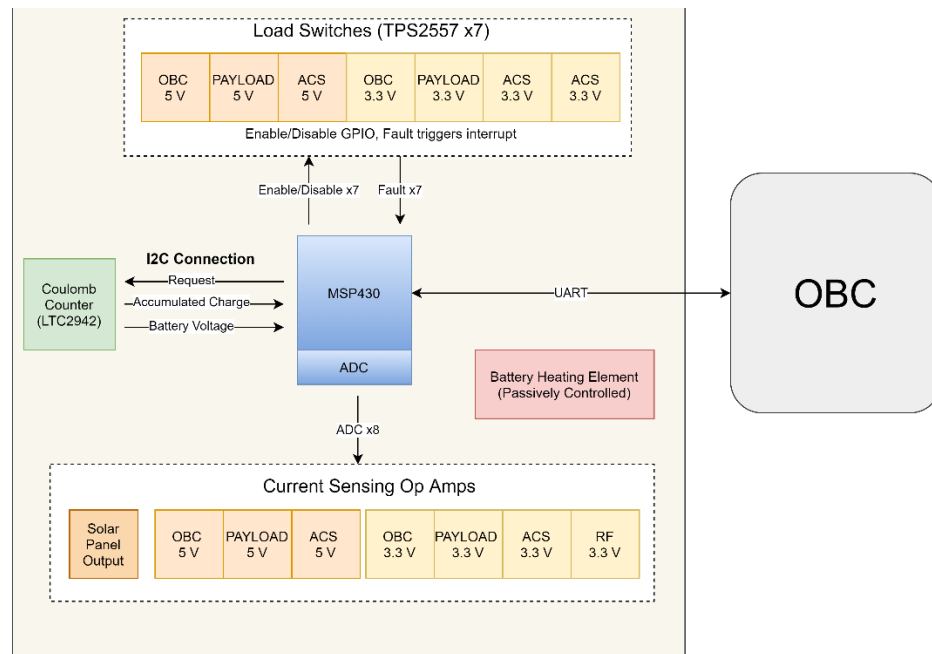 Load Switches (TPS2557 x7)
OBC
5 V
PAYLOAD
5 V
ACS
5 V
OBC
3.3 V
PAYLOAD
3.3 V
ACS
3.3 V
ACS
3.3 V
Enable/Disable GPIO, Fault triggers interrupt
Enable/Disable x7
Fault x7
I2C Connection
Request
Accumulated Charge
Battery Voltage
Coulomb
Counter
(LTC2942)
MSP430
ADC
UART
OBC
Battery Heating Element
(Passively Controlled)
ADC x8
Current Sensing Op Amps
Solar
Panel
Output
OBC
5 V
PAYLOAD
5 V
ACS
5 V
OBC
3.3 V
PAYLOAD
3.3 V
ACS
3.3 V
RF
3.3 V